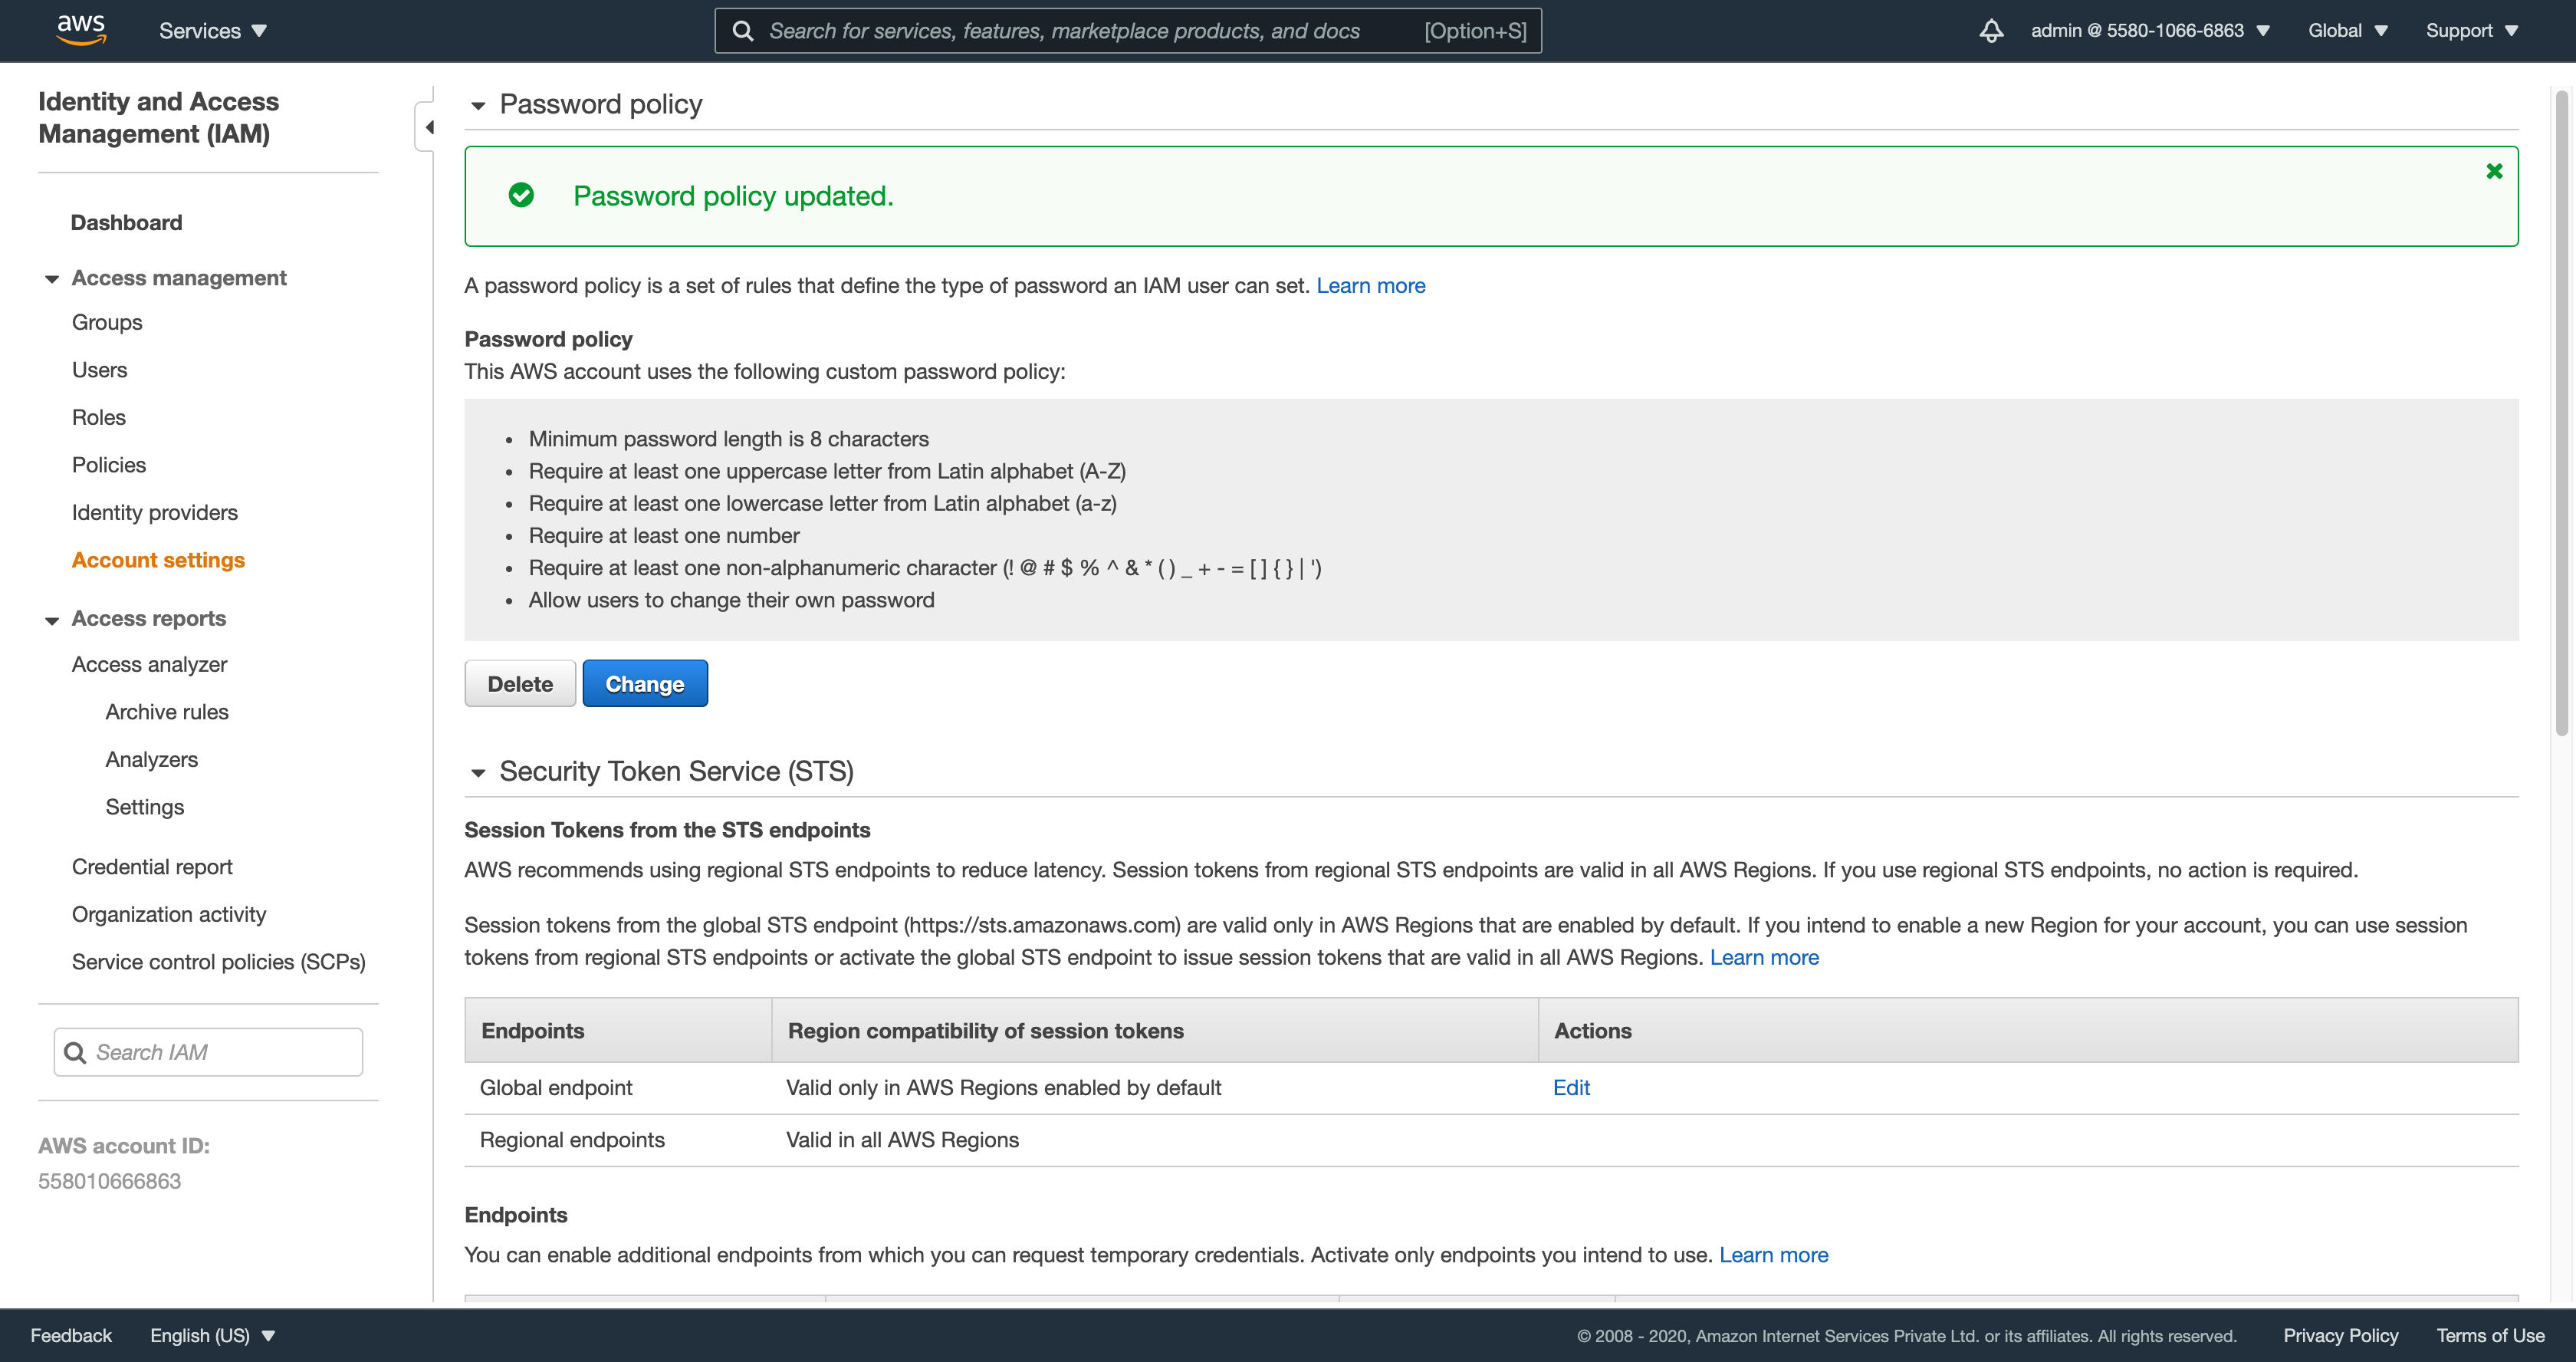 aws
Services
Search for services, features, marketplace products, and docs
[Option+S]
admin @ 5580-1066-6863
Global
Support
Identity and Access
Management (IAM)
Dashboard
Access management
Groups
Users
Roles
Policies
Identity providers
Account settings
Access reports
Access analyzer
Archive rules
Analyzers
Settings
Credential report
Organization activity
Service control policies (SCPs)
Search IAM
AWS account ID:
558010666863
Password policy
Password policy updated.
A password policy is a set of rules that define the type of password an IAM user can set. Learn more
Password policy
This AWS account uses the following custom password policy:
• Minimum password length is 8 characters
• Require at least one uppercase letter from Latin alphabet (A-Z)
• Require at least one lowercase letter from Latin alphabet (a-z)
• Require at least one number
• Require at least one non-alphanumeric character (! @ # $ % ^ & * ( ) _ + - = [ ] { } | ')
• Allow users to change their own password
Delete
Change
Security Token Service (STS)
Session Tokens from the STS endpoints
AWS recommends using regional STS endpoints to reduce latency. Session tokens from regional STS endpoints are valid in all AWS Regions. If you use regional STS endpoints, no action is required.
Session tokens from the global STS endpoint (https://sts.amazonaws.com) are valid only in AWS Regions that are enabled by default. If you intend to enable a new Region for your account, you can use session
tokens from regional STS endpoints or activate the global STS endpoint to issue session tokens that are valid in all AWS Regions. Learn more
Endpoints
Region compatibility of session tokens
Actions
Global endpoint
Valid only in AWS Regions enabled by default
Edit
Regional endpoints
Valid in all AWS Regions
Endpoints
You can enable additional endpoints from which you can request temporary credentials. Activate only endpoints you intend to use. Learn more
Feedback
English (US)
© 2008 - 2020, Amazon Internet Services Private Ltd. or its affiliates. All rights reserved.
Privacy Policy
Terms of Use